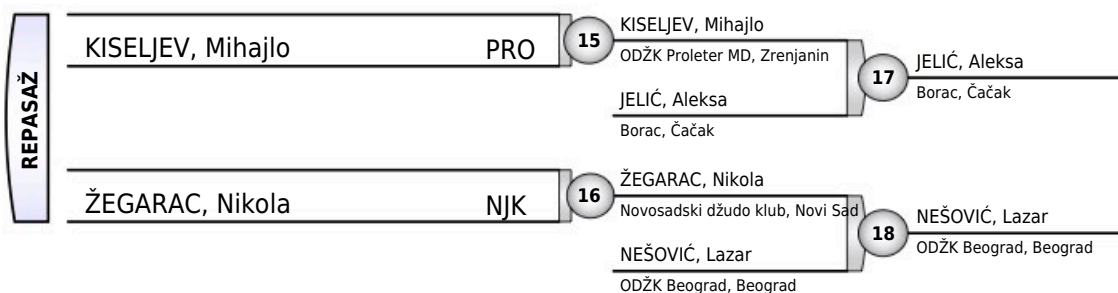 REPASAŽ
KISELJEV, Mihajlo PRO
15
KISELJEV, Mihajlo
ODŽK Proleter MD, Zrenjanin
JELIĆ, Aleksa
Borac, Čačak
17
JELIĆ, Aleksa
Borac, Čačak
ŽEGARAC, Nikola NJK
16
ŽEGARAC, Nikola
Novosadski džudo klub, Novi Sad
NEŠOVIĆ, Lazar
ODŽK Beograd, Beograd
18
NEŠOVIĆ, Lazar
ODŽK Beograd, Beograd